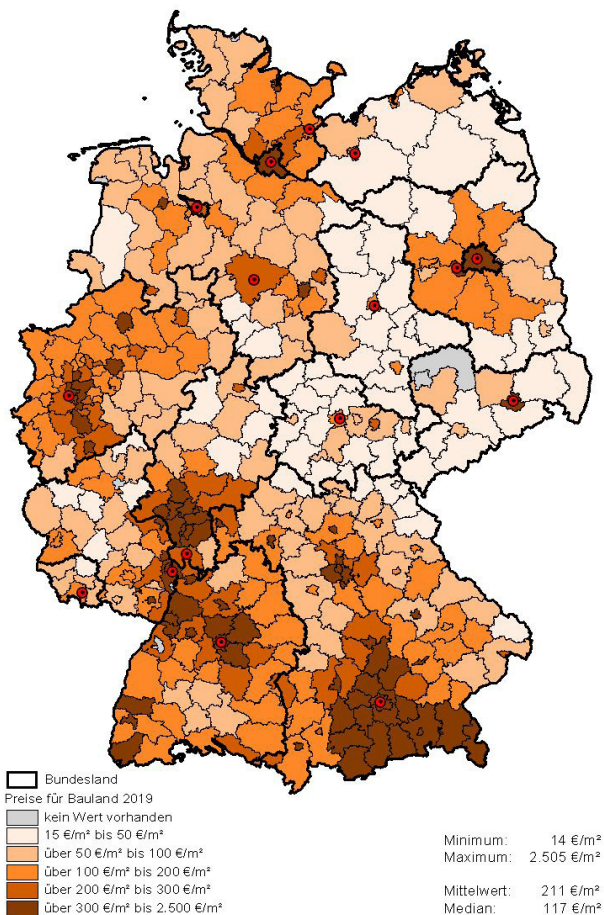 Bundesland
Preise für Bauland 2019
kein Wert vorhanden
15 €/m² bis 50 €/m²
über 50 €/m² bis 100 €/m²
über 100 €/m² bis 200 €/m²
über 200 €/m² bis 300 €/m²
über 300 €/m² bis 2.500 €/m²
Minimum: 14 €/m²
Maximum: 2.505 €/m²
Mittelwert: 211 €/m²
Median: 117 €/m²